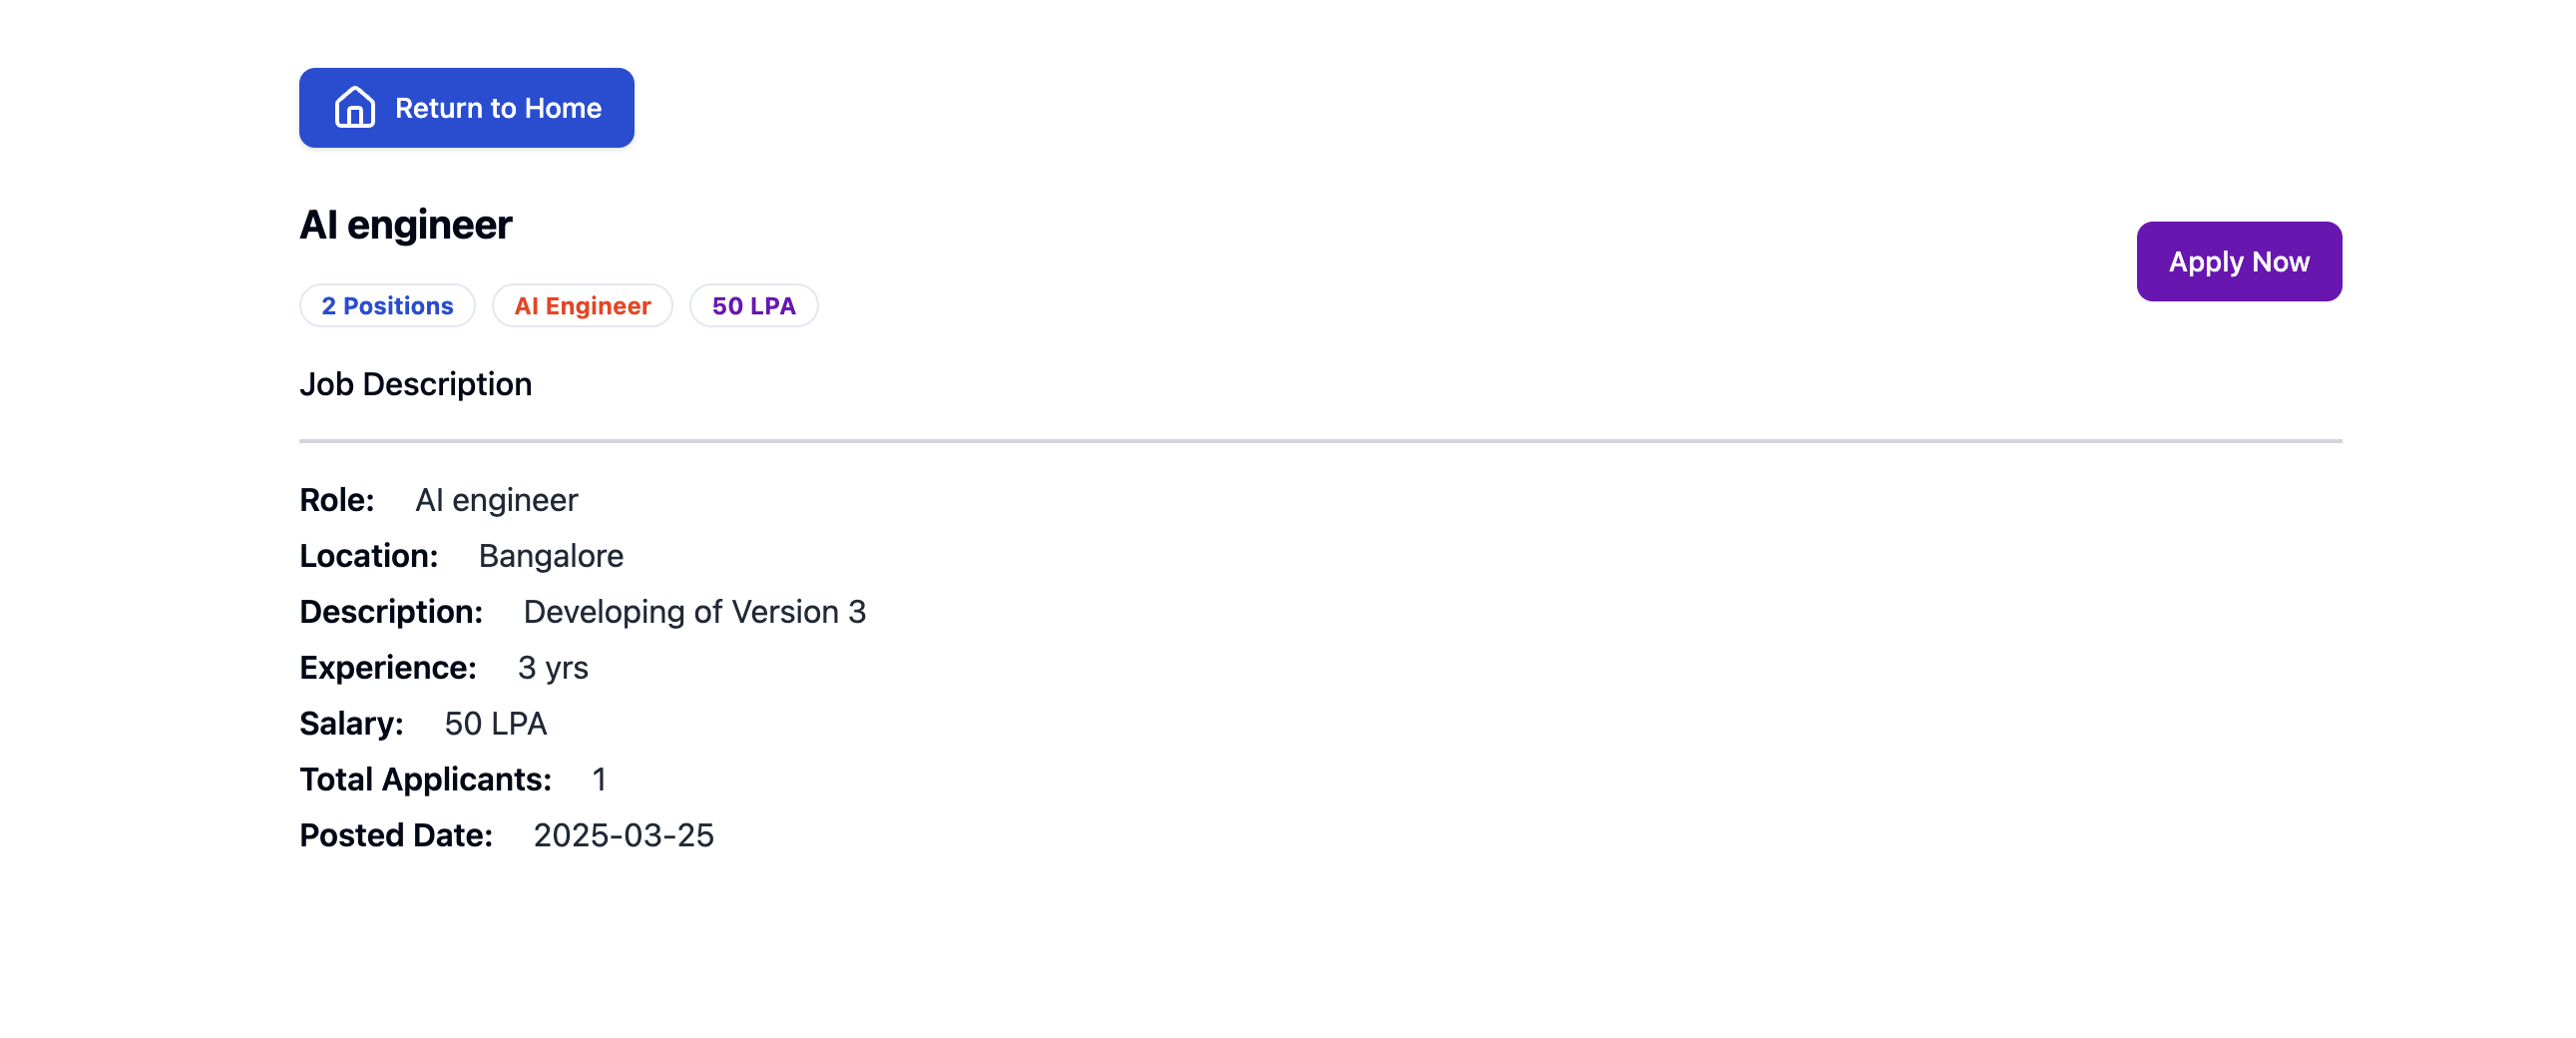 Return to Home
AI engineer
Apply Now
2 Positions AI Engineer 50 LPA
Job Description
Role: AI engineer
Location: Bangalore
Description: Developing of Version 3
Experience: 3 yrs
Salary: 50 LPA
Total Applicants: 1
Posted Date: 2025-03-25